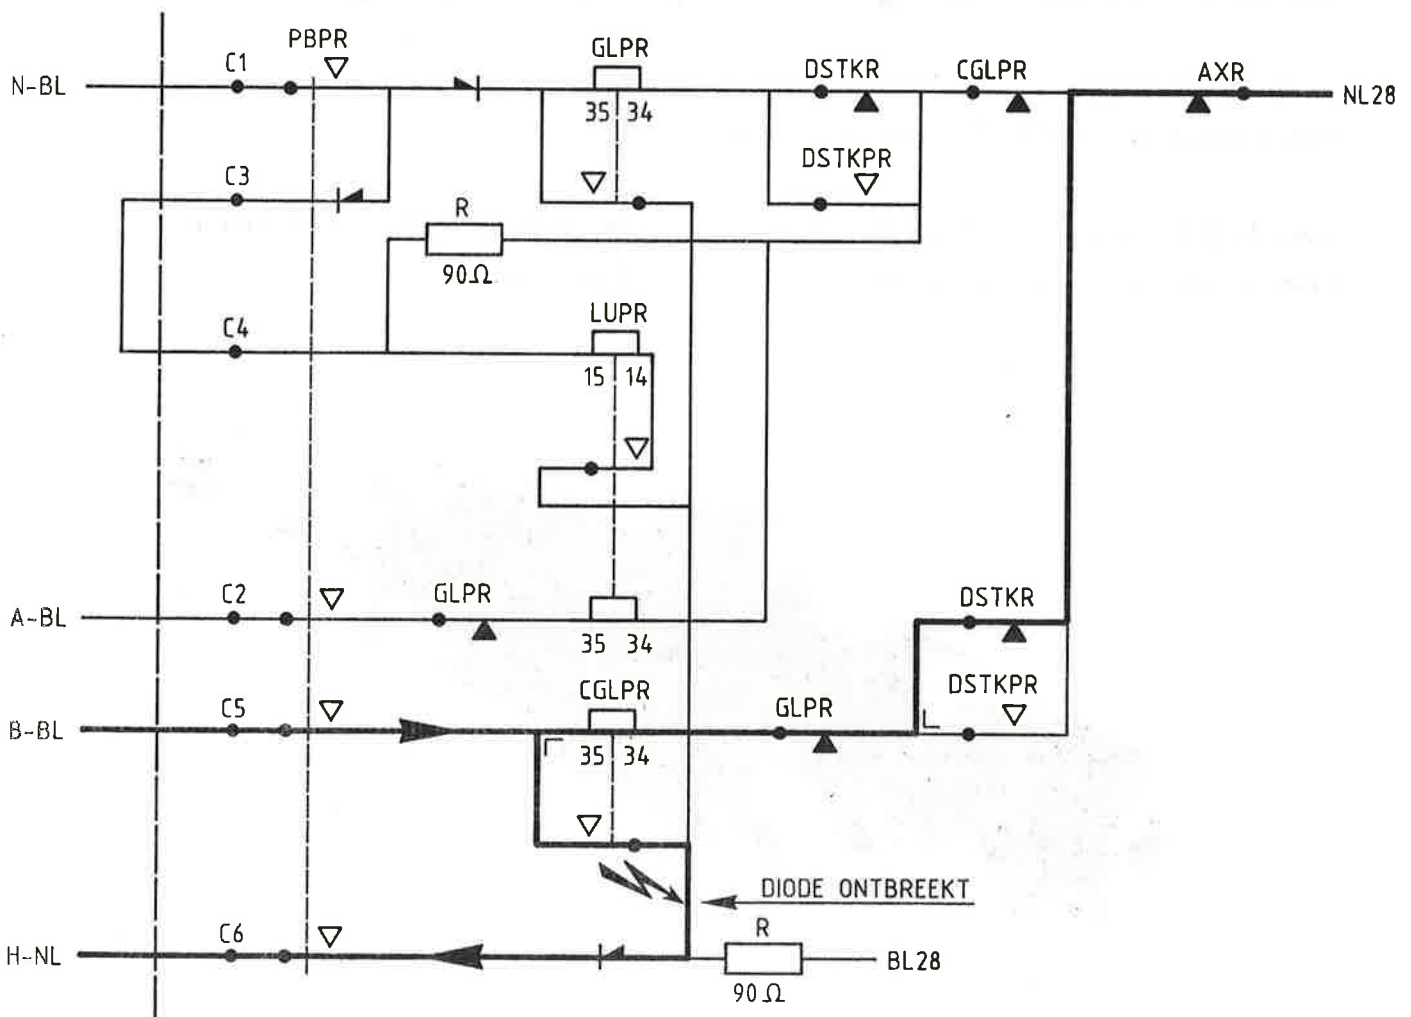 PBPR
C1
GLPR
DSTKR
CGLPR
AXR
N-BL
35 34
NL28
DSTKPR
C3
R
90Ω
LUPR
C4
15 14
C2
GLPR
DSTKR
A-BL
35 34
CGLPR
DSTKPR
C5
GLPR
B-BL
35 34
DIODE ONTBREEKT
C6
R
H-NL
BL28
90Ω